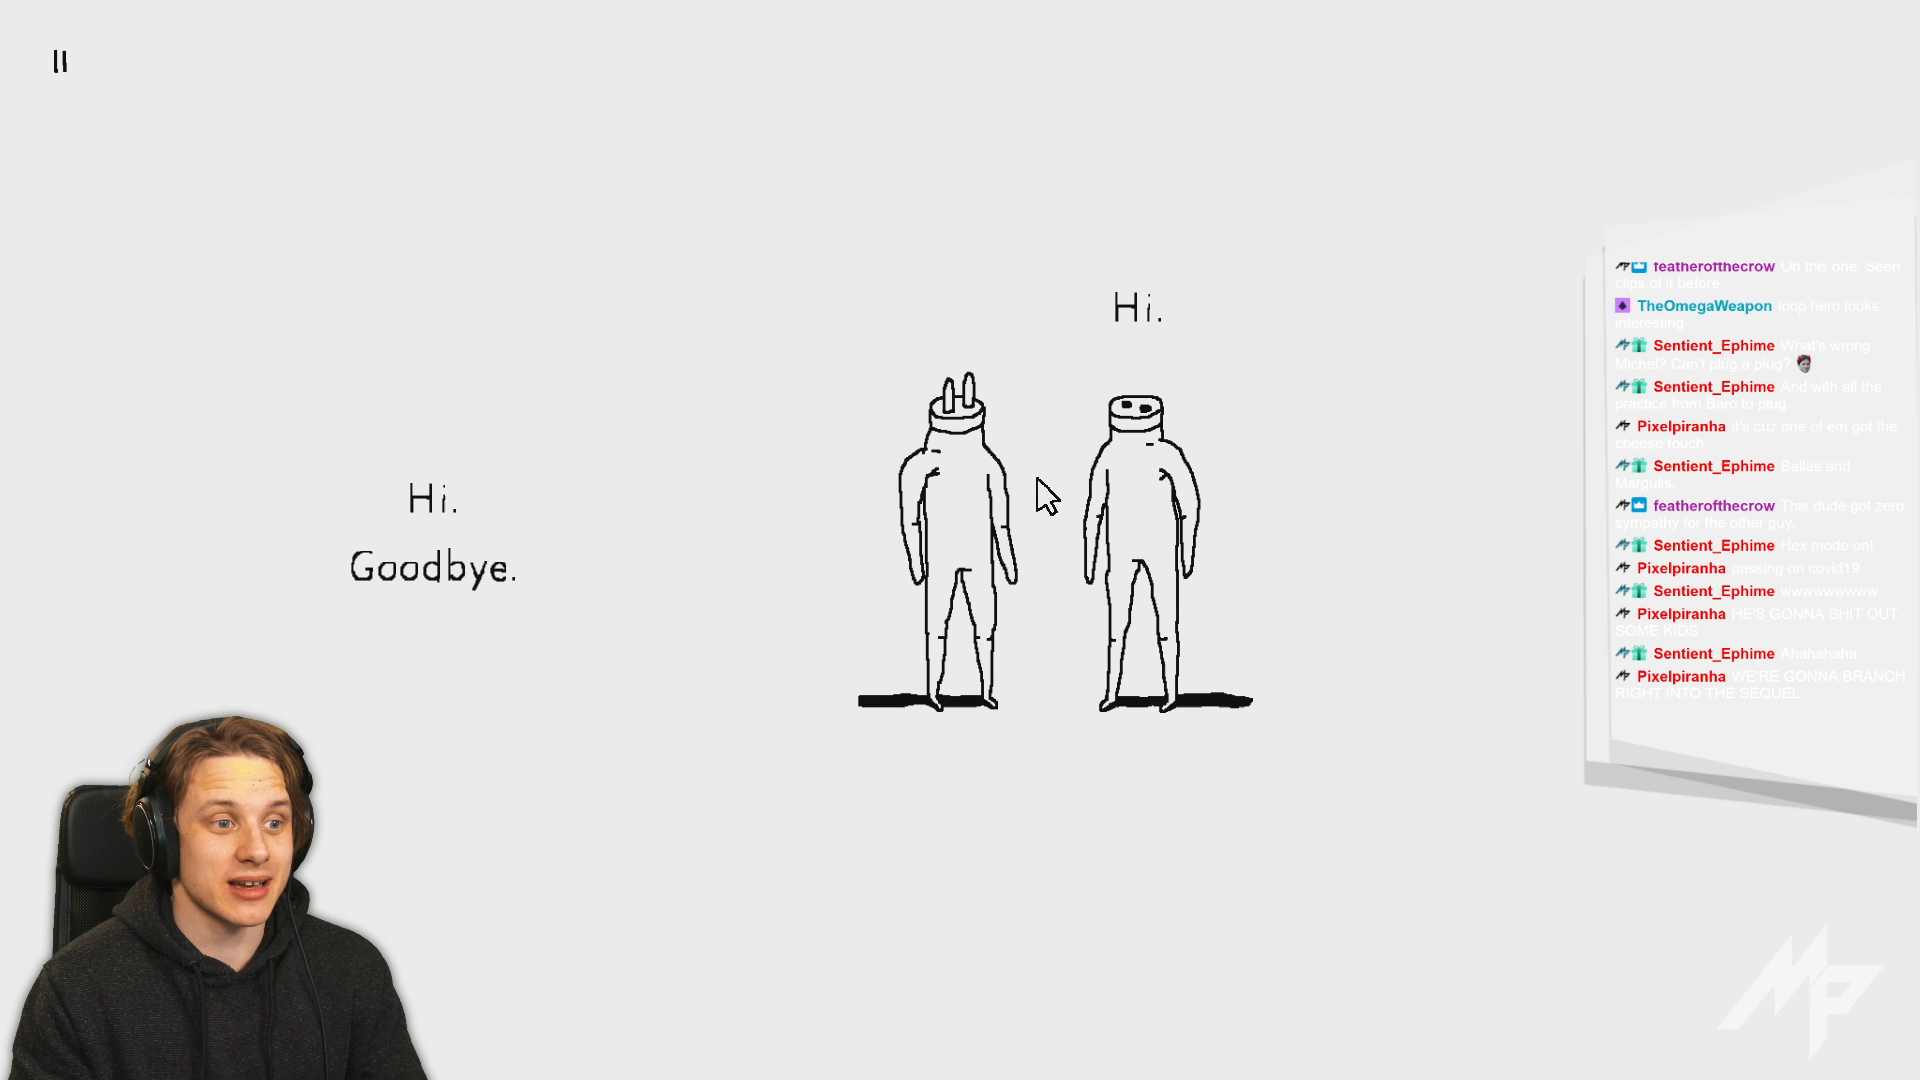 Hi.
Hi.
Goodbye.
featherofthecrow Oh this one. Seen
clips of it before.
TheOmegaWeapon loop hero looks
interesting
Sentient_Ephime What's wrong
Michel? Can't plug a plug?
Sentient_Ephime And with all the
practice from Baro to plug...
Pixelpiranha it's cuz one of em got the
cheese touch
Sentient_Ephime Ballas and
Margulis.
featherofthecrow This dude got zero
sympathy for the other guy.
Sentient_Ephime Hex mode on!
Pixelpiranha passing on covid19
Sentient_Ephime wwwwwwwww
Pixelpiranha HE'S GONNA SHIT OUT
SOME KIDS
Sentient_Ephime Ahahahaha
Pixelpiranha WE'RE GONNA BRANCH
RIGHT INTO THE SEQUEL
MP